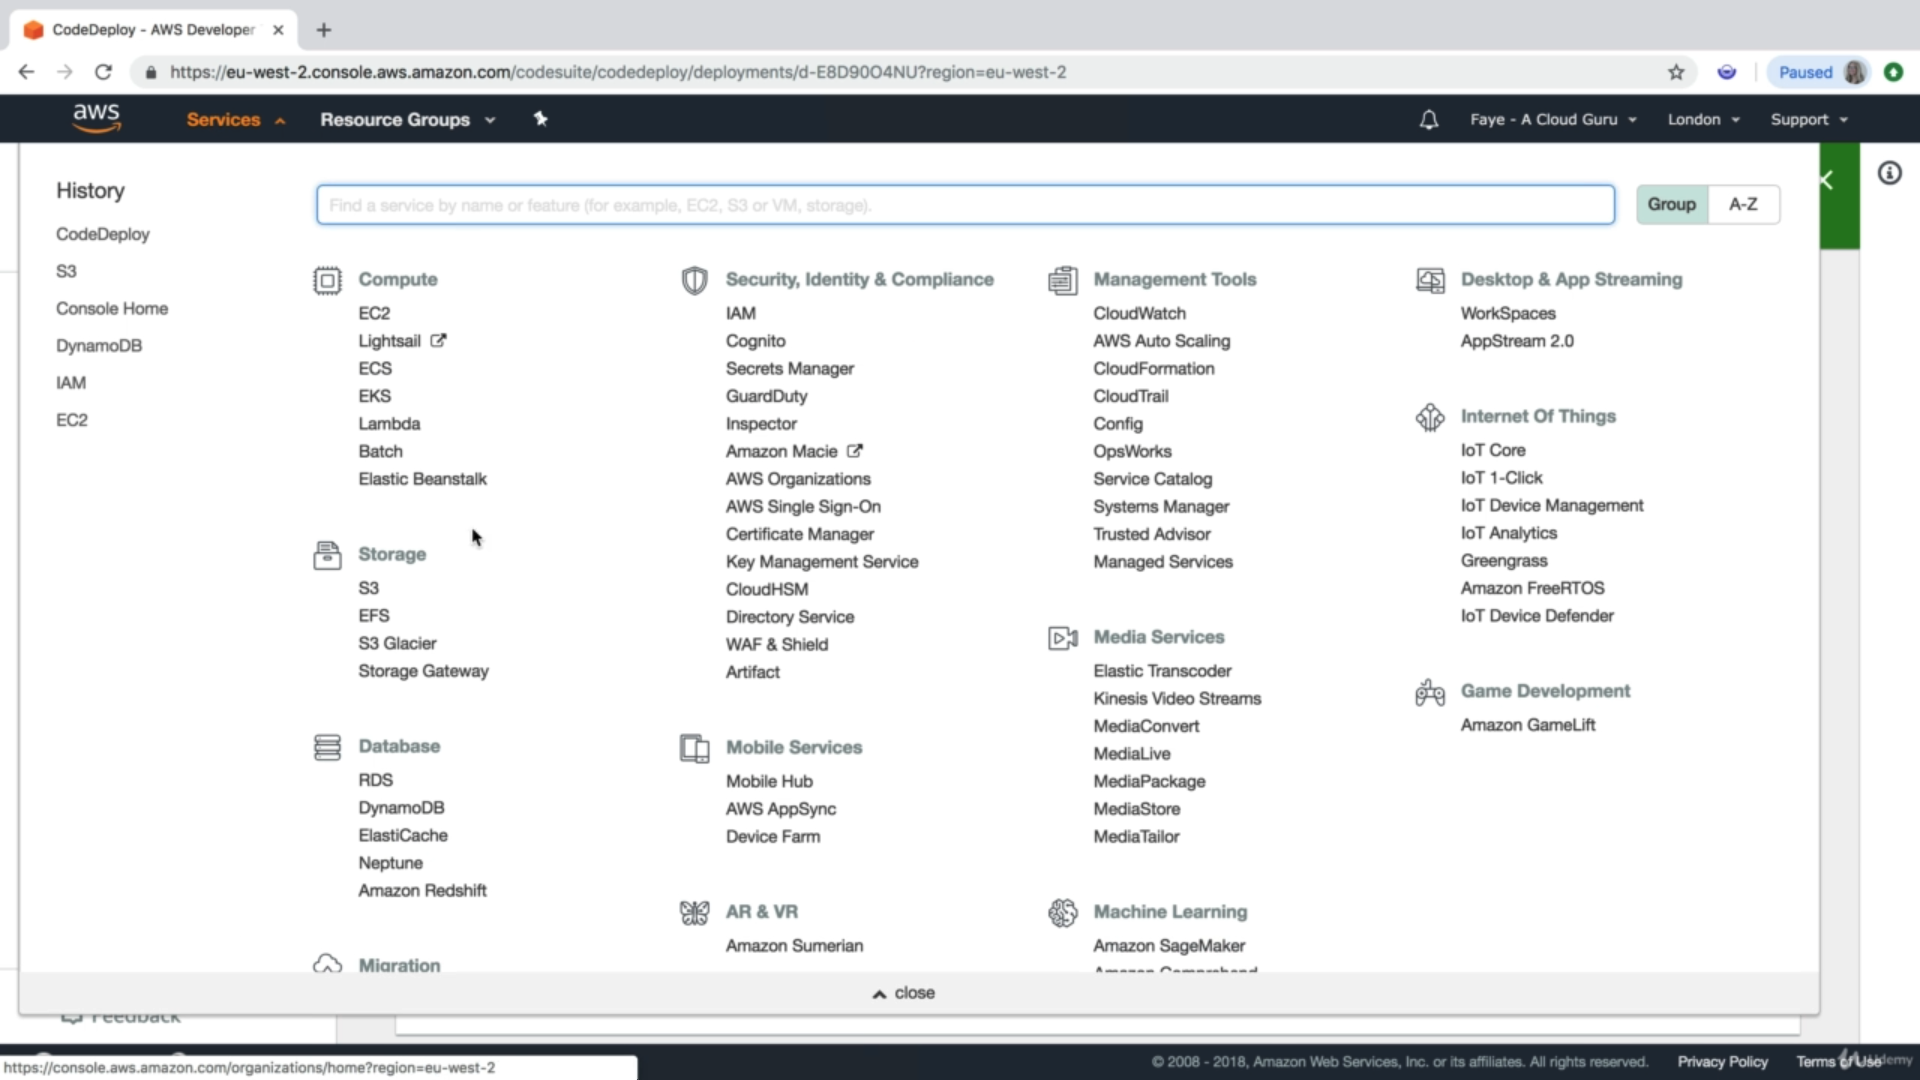 CodeDeploy - AWS Developer
https://eu-west-2.console.aws.amazon.com/codesuite/codedeploy/deployments/d-E8D90O4NU?region=eu-west-2
Paused
aws
Services
Resource Groups
Faye - A Cloud Guru
London
Support
History
CodeDeploy
S3
Console Home
DynamoDB
IAM
EC2
Find a service by name or feature (for example, EC2, S3 or VM, storage).
Group
A-Z
Compute
EC2
Lightsail
ECS
EKS
Lambda
Batch
Elastic Beanstalk
Storage
S3
EFS
S3 Glacier
Storage Gateway
Database
RDS
DynamoDB
ElastiCache
Neptune
Amazon Redshift
Migration
Security, Identity & Compliance
IAM
Cognito
Secrets Manager
GuardDuty
Inspector
Amazon Macie
AWS Organizations
AWS Single Sign-On
Certificate Manager
Key Management Service
CloudHSM
Directory Service
WAF & Shield
Artifact
Mobile Services
Mobile Hub
AWS AppSync
Device Farm
AR & VR
Amazon Sumerian
Management Tools
CloudWatch
AWS Auto Scaling
CloudFormation
CloudTrail
Config
OpsWorks
Service Catalog
Systems Manager
Trusted Advisor
Managed Services
Media Services
Elastic Transcoder
Kinesis Video Streams
MediaConvert
MediaLive
MediaPackage
MediaStore
MediaTailor
Machine Learning
Amazon SageMaker
Amazon Comprehend
Desktop & App Streaming
WorkSpaces
AppStream 2.0
Internet Of Things
IoT Core
IoT 1-Click
IoT Device Management
IoT Analytics
Greengrass
Amazon FreeRTOS
IoT Device Defender
Game Development
Amazon GameLift
close
Feedback
https://console.aws.amazon.com/organizations/home?region=eu-west-2
© 2008 - 2018, Amazon Web Services, Inc. or its affiliates. All rights reserved.
Privacy Policy
Terms of Use